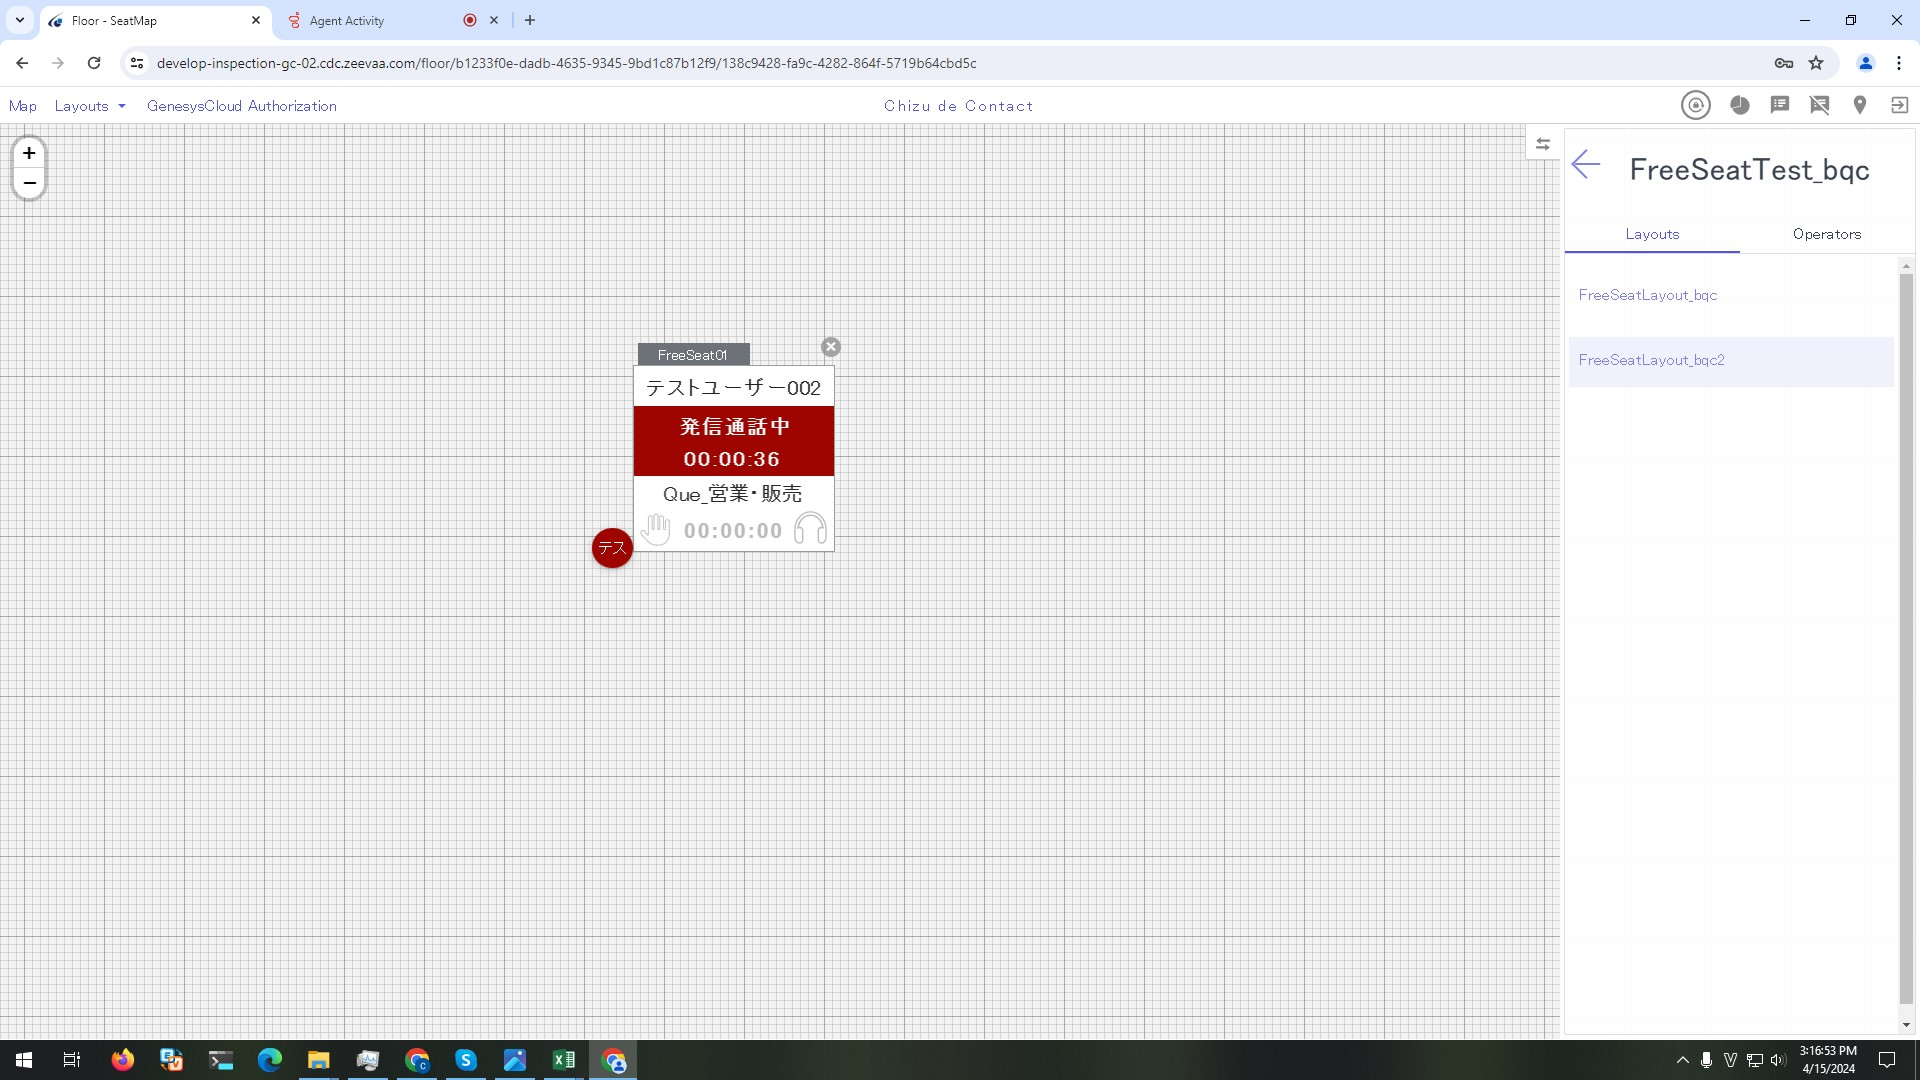 Floor - SeatMap
Agent Activity
develop-inspection-gc-02.cdc.zeevaa.com/floor/b1233f0e-dadb-4635-9345-9bd1c87b12f9/138c9428-fa9c-4282-864f-5719b64cbd5c
Map Layouts GenesysCloud Authorization Chizu de Contact
+
−
FreeSeatTest_bqc
Layouts Operators
FreeSeatLayout_bqc
FreeSeatLayout_bqc2
FreeSeat01
テストユーザー002
発信通話中
00:00:36
Que_営業・販売
00:00:00
テス
3:16:53 PM
4/15/2024